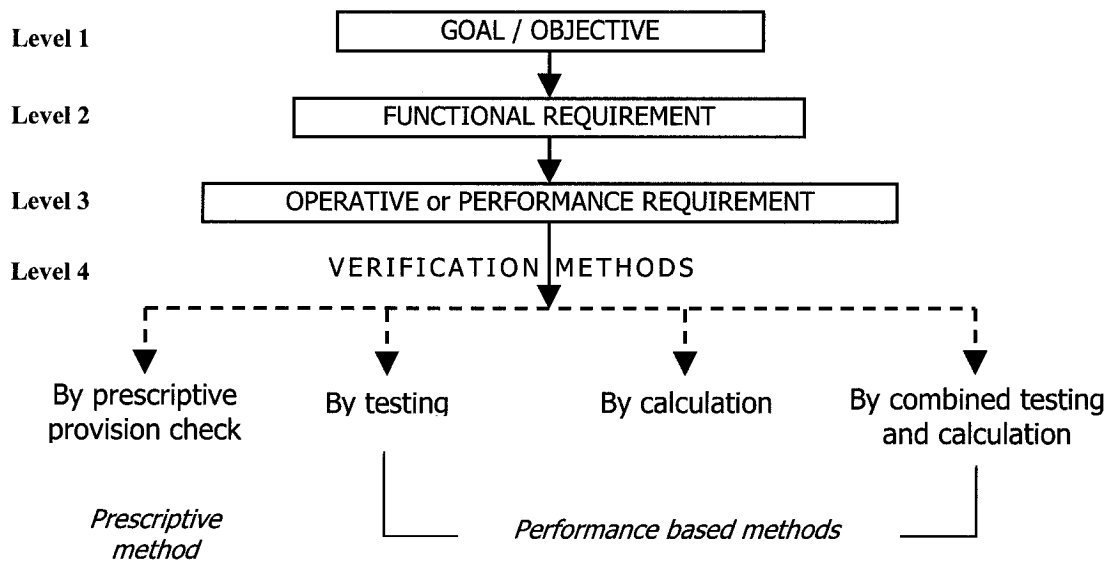 Level 1
GOAL / OBJECTIVE
Level 2
FUNCTIONAL REQUIREMENT
Level 3
OPERATIVE or PERFORMANCE REQUIREMENT
Level 4
VERIFICATION METHODS
By prescriptive
provision check
By testing
By calculation
By combined testing
and calculation
Prescriptive
method
Performance based methods